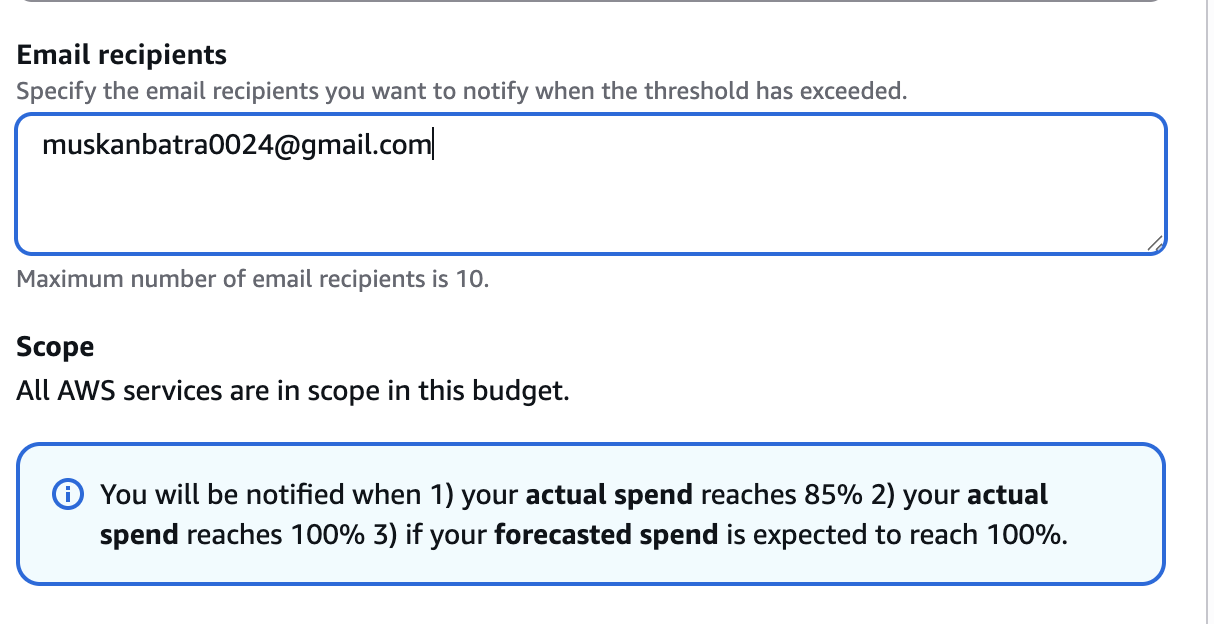 Email recipients
Specify the email recipients you want to notify when the threshold has exceeded.
muskanbatra0024@gmail.com
Maximum number of email recipients is 10.
Scope
All AWS services are in scope in this budget.
You will be notified when 1) your actual spend reaches 85% 2) your actual
spend reaches 100% 3) if your forecasted spend is expected to reach 100%.